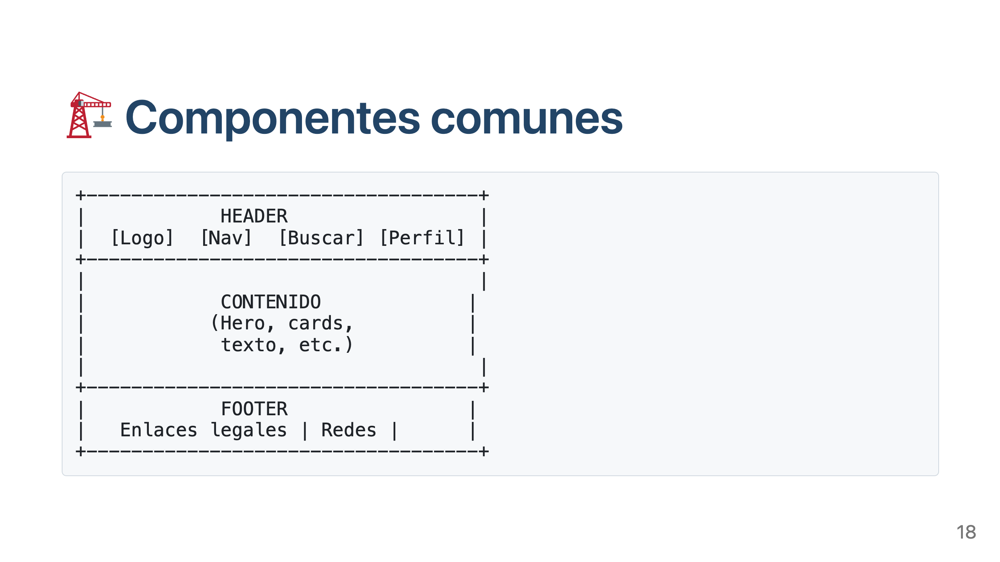 🏗️ Componentes comunes
+-----------------------------------+
|            HEADER                 |
|  [Logo]  [Nav]  [Buscar] [Perfil] |
+-----------------------------------+
|                                   |
|            CONTENIDO             |
|           (Hero, cards,          |
|            texto, etc.)          |
|                                   |
+-----------------------------------+
|            FOOTER                |
|   Enlaces legales | Redes |      |
+-----------------------------------+
18